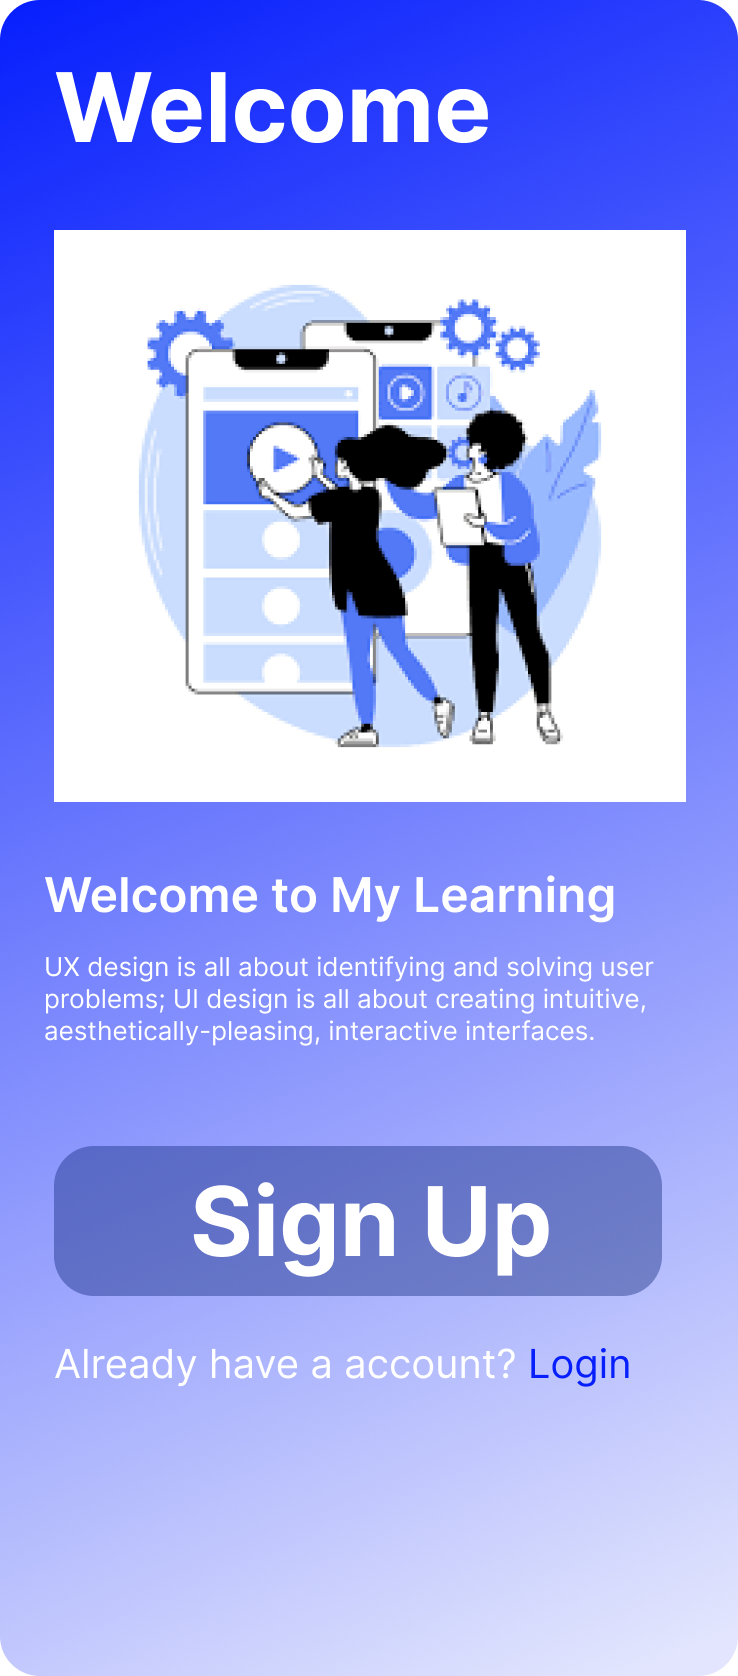 Welcome
Welcome to My Learning
UX design is all about identifying and solving user
problems; UI design is all about creating intuitive,
aesthetically-pleasing, interactive interfaces.
Sign Up
Already have a account? Login